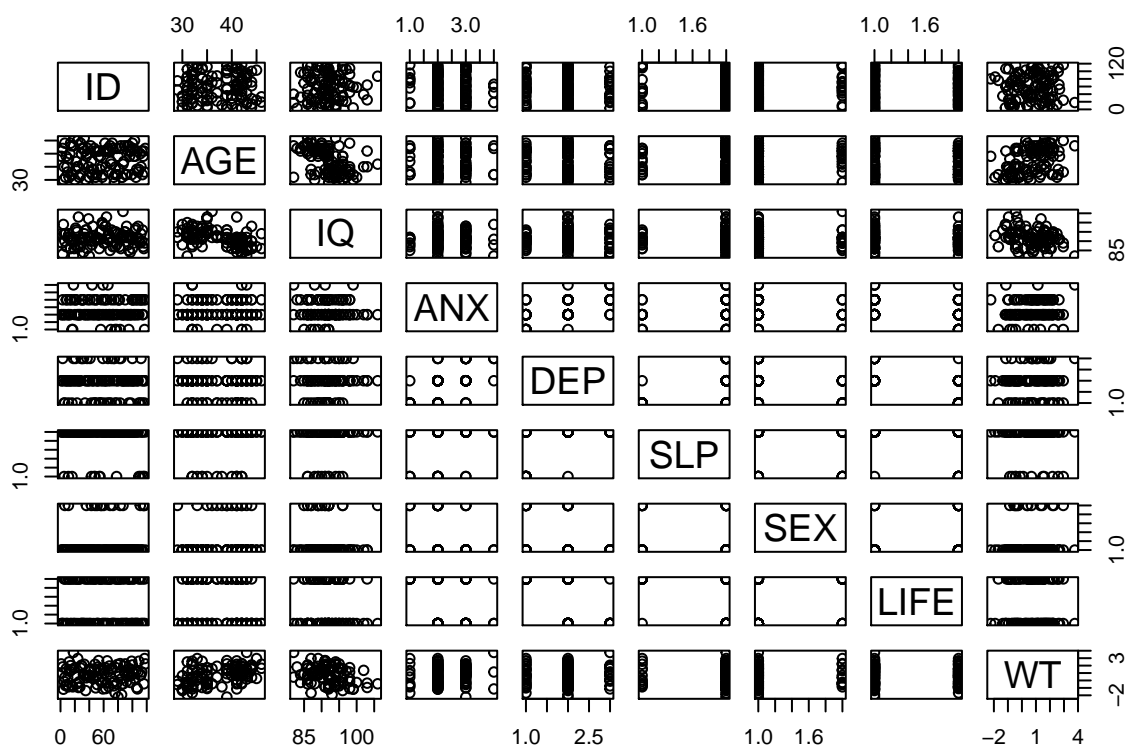 30 40 1.0 3.0 1.0 1.6 1.0 1.6
ID 0 120
30 AGE
IQ 85
1.0 ANX
DEP 1.0
1.0 SLP
SEX 1.0
1.0 LIFE
WT −2 3
0 60 85 100 1.0 2.5 1.0 1.6 −2 1 4